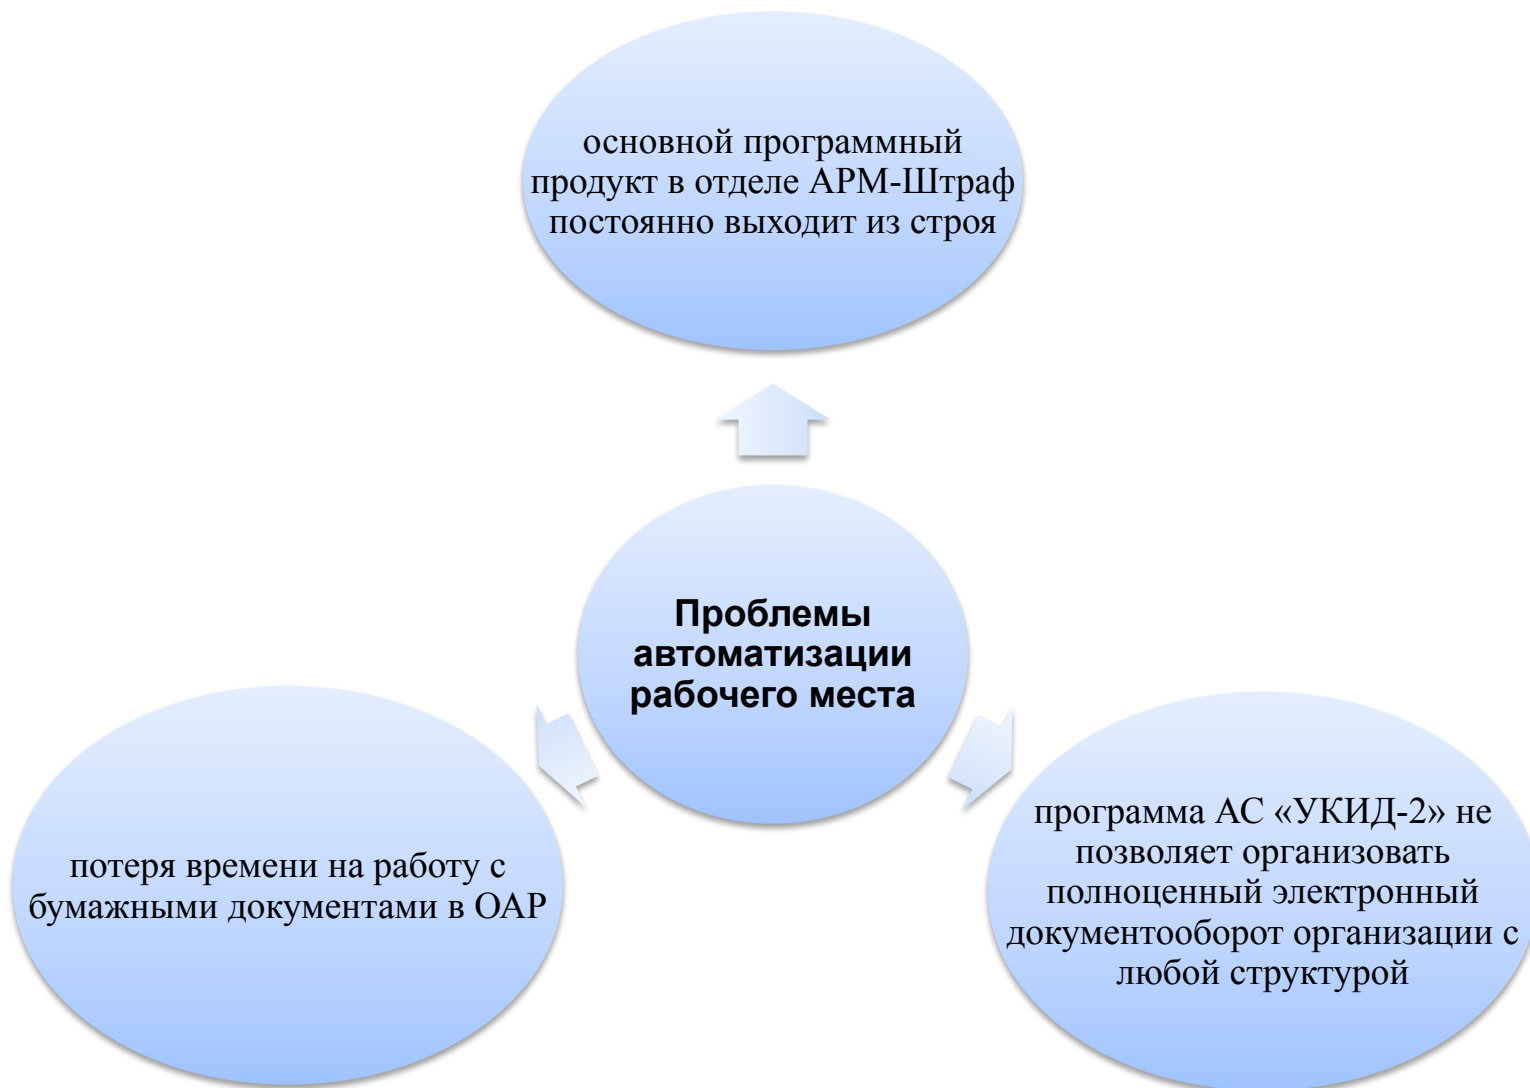 основной программный
продукт в отделе АРМ-Штраф
постоянно выходит из строя
Проблемы
автоматизации
рабочего места
потеря времени на работу с
бумажными документами в ОАР
программа АС «УКИД-2» не
позволяет организовать
полноценный электронный
документооборот организации с
любой структурой